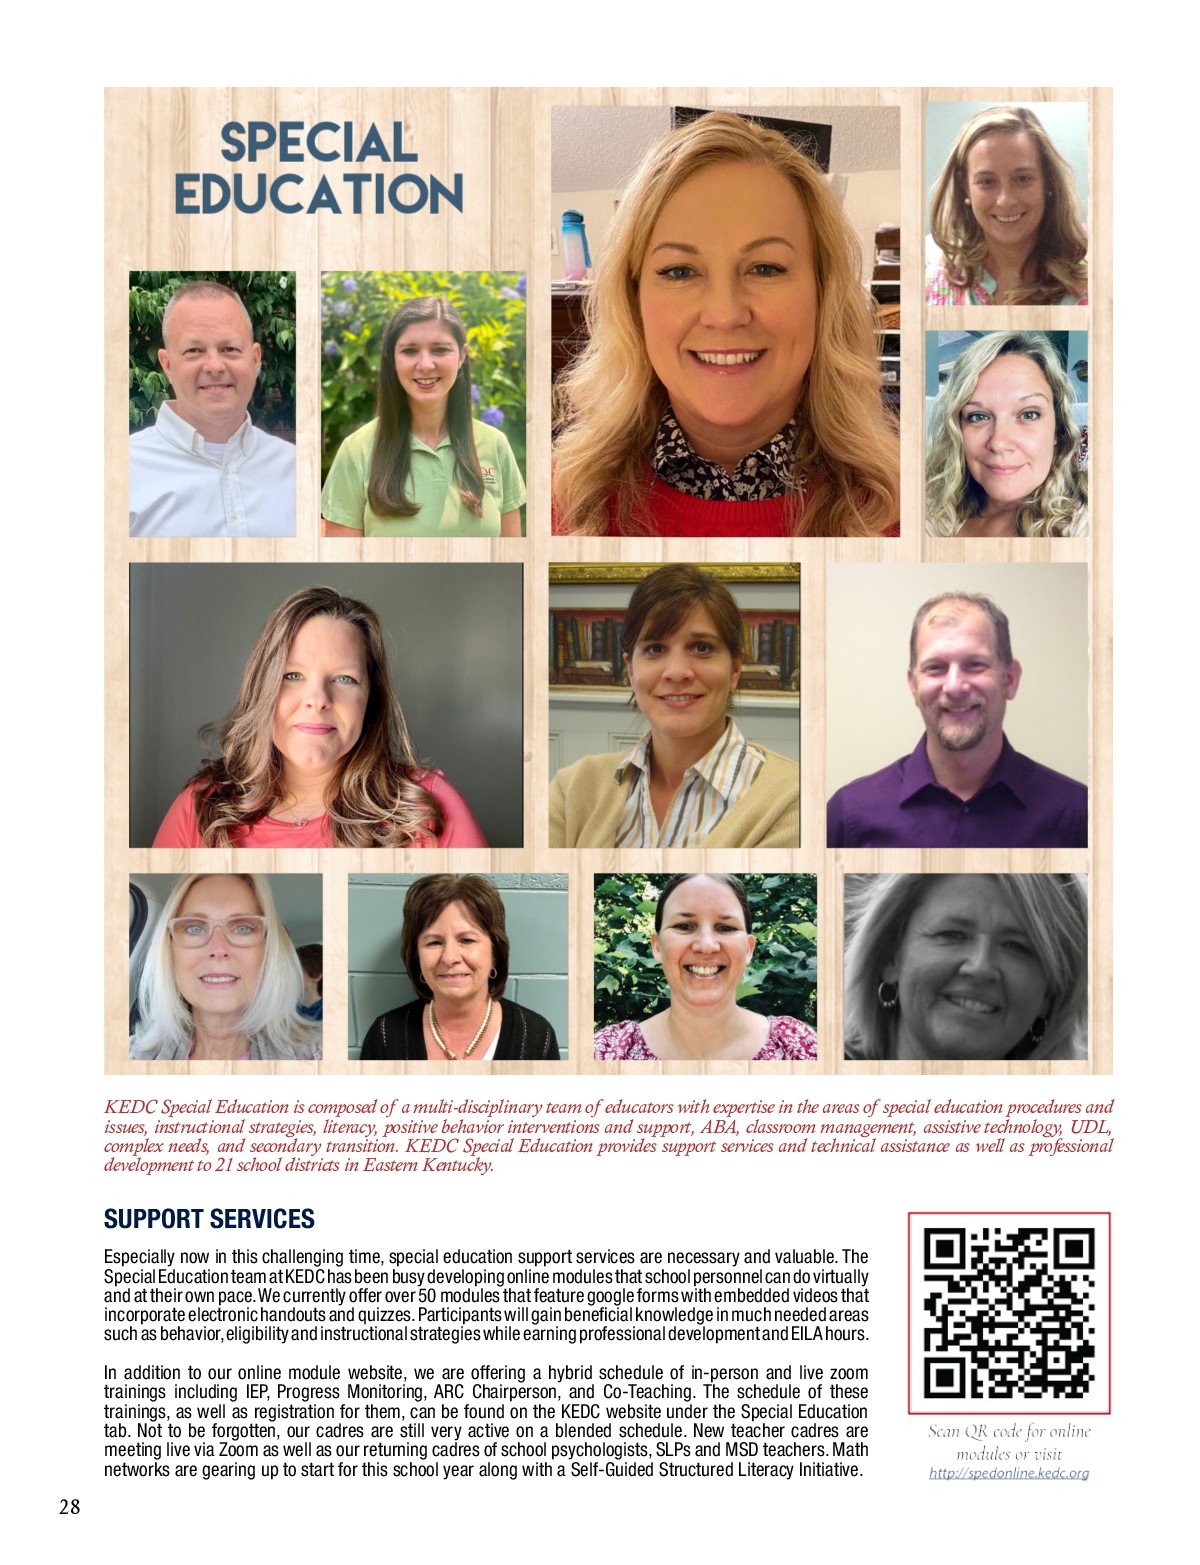 SPECIAL
EDUCATION
KEDC Special Education is composed of a multi-disciplinary team of educators with expertise in the areas of special education procedures and
issues, instructional strategies, literacy, positive behavior interventions and support, ABA, classroom management, assistive technology, UDL,
complex needs, and secondary transition. KEDC Special Education provides support services and technical assistance as well as professional
development to 21 school districts in Eastern Kentucky.
SUPPORT SERVICES
Especially now in this challenging time, special education support services are necessary and valuable. The
Special Education team at KEDC has been busy developing online modules that school personnel can do virtually
and at their own pace. We currently offer over 50 modules that feature google forms with embedded videos that
incorporate electronic handouts and quizzes. Participants will gain beneficial knowledge in much needed areas
such as behavior, eligibility and instructional strategies while earning professional development and EILA hours.
In addition to our online module website, we are offering a hybrid schedule of in-person and live zoom
trainings including IEP, Progress Monitoring, ARC Chairperson, and Co-Teaching. The schedule of these
trainings, as well as registration for them, can be found on the KEDC website under the Special Education
tab. Not to be forgotten, our cadres are still very active on a blended schedule. New teacher cadres are
meeting live via Zoom as well as our returning cadres of school psychologists, SLPs and MSD teachers. Math
networks are gearing up to start for this school year along with a Self-Guided Structured Literacy Initiative.
Scan QR code for online
modules or visit
http://spedonline.kedc.org
28